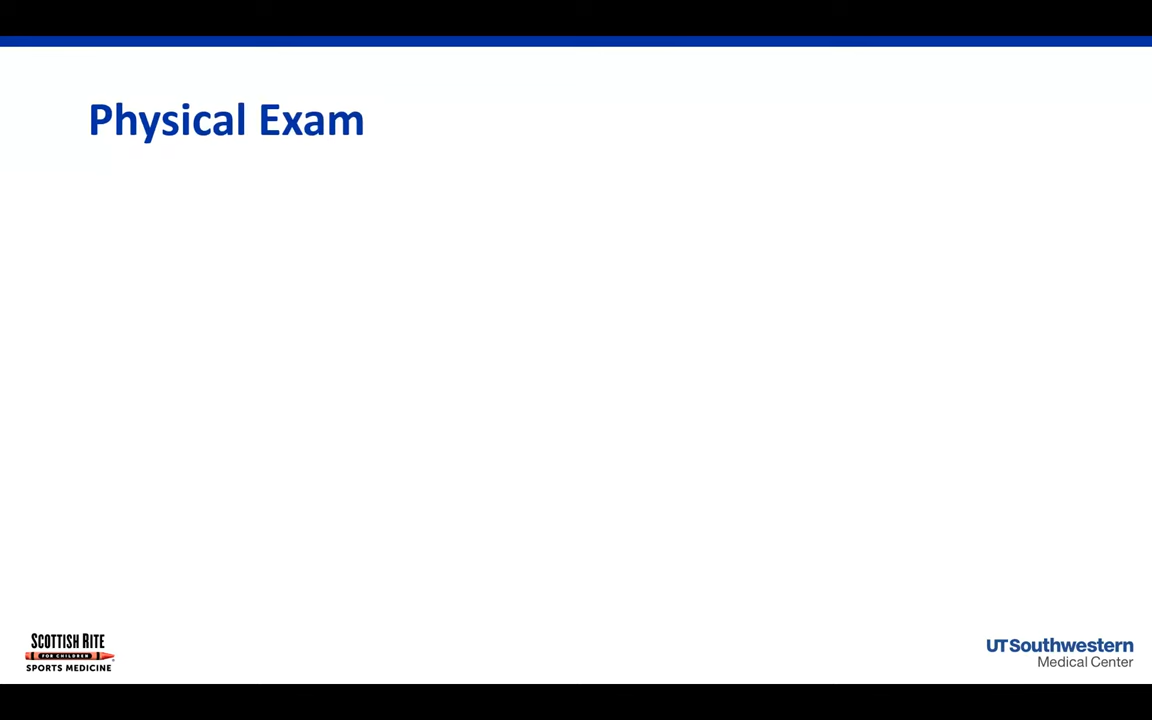 Physical Exam
SCOTTISH RITE
FOR CHILDREN
SPORTS MEDICINE
UTSouthwestern
Medical Center